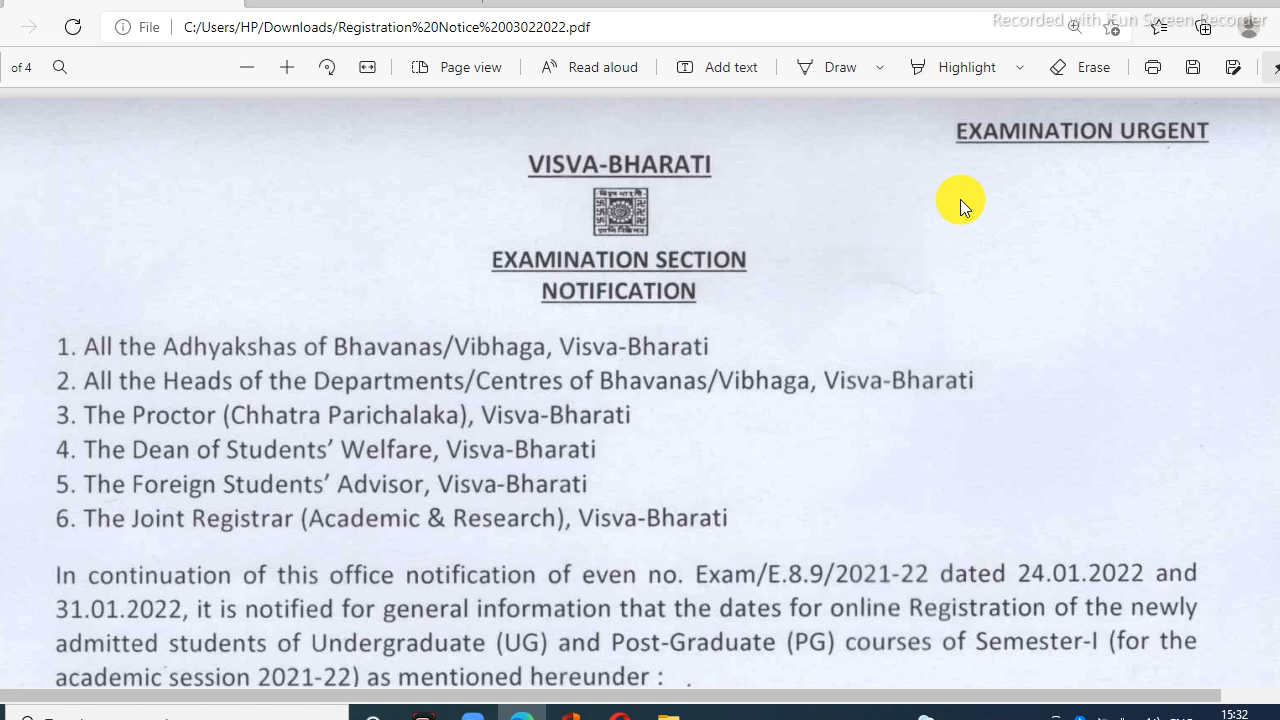 Recorded with iFun Screen Recorder
File C:/Users/HP/Downloads/Registration%20Notice%2003022022.pdf
of 4 Page view Read aloud Add text Draw Highlight Erase
EXAMINATION URGENT
VISVA-BHARATI
EXAMINATION SECTION
NOTIFICATION
1. All the Adhyakshas of Bhavanas/Vibhaga, Visva-Bharati
2. All the Heads of the Departments/Centres of Bhavanas/Vibhaga, Visva-Bharati
3. The Proctor (Chhatra Parichalaka), Visva-Bharati
4. The Dean of Students’ Welfare, Visva-Bharati
5. The Foreign Students’ Advisor, Visva-Bharati
6. The Joint Registrar (Academic & Research), Visva-Bharati
In continuation of this office notification of even no. Exam/E.8.9/2021-22 dated 24.01.2022 and
31.01.2022, it is notified for general information that the dates for online Registration of the newly
admitted students of Undergraduate (UG) and Post-Graduate (PG) courses of Semester-I (for the
academic session 2021-22) as mentioned hereunder :
15:32